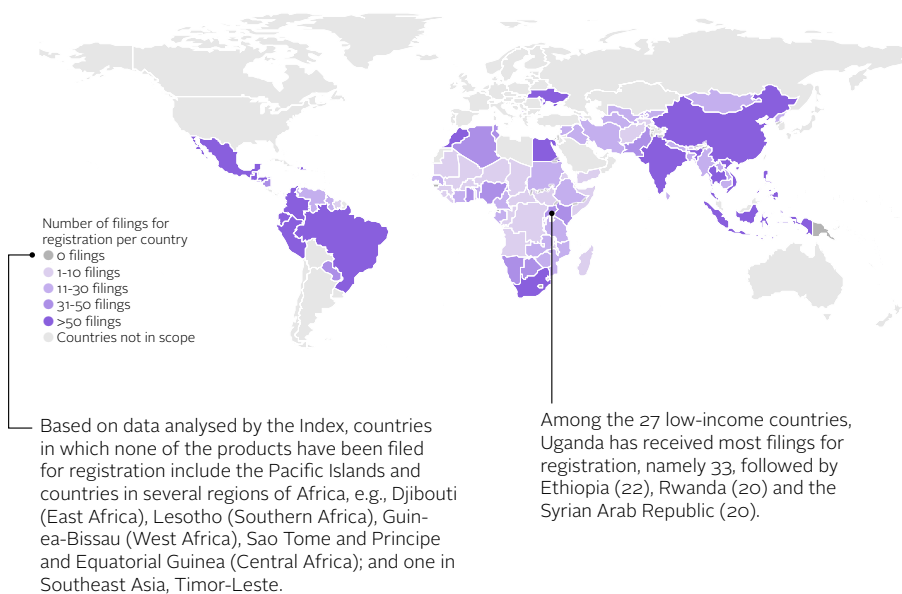 Number of filings for
registration per country
0 filings
1-10 filings
11-30 filings
31-50 filings
>50 filings
Countries not in scope
Based on data analysed by the Index, countries
in which none of the products have been filed
for registration include the Pacific Islands and
countries in several regions of Africa, e.g., Djibouti
(East Africa), Lesotho (Southern Africa), Guin-
ea-Bissau (West Africa), Sao Tome and Principe
and Equatorial Guinea (Central Africa); and one in
Southeast Asia, Timor-Leste.
Among the 27 low-income countries,
Uganda has received most filings for
registration, namely 33, followed by
Ethiopia (22), Rwanda (20) and the
Syrian Arab Republic (20).